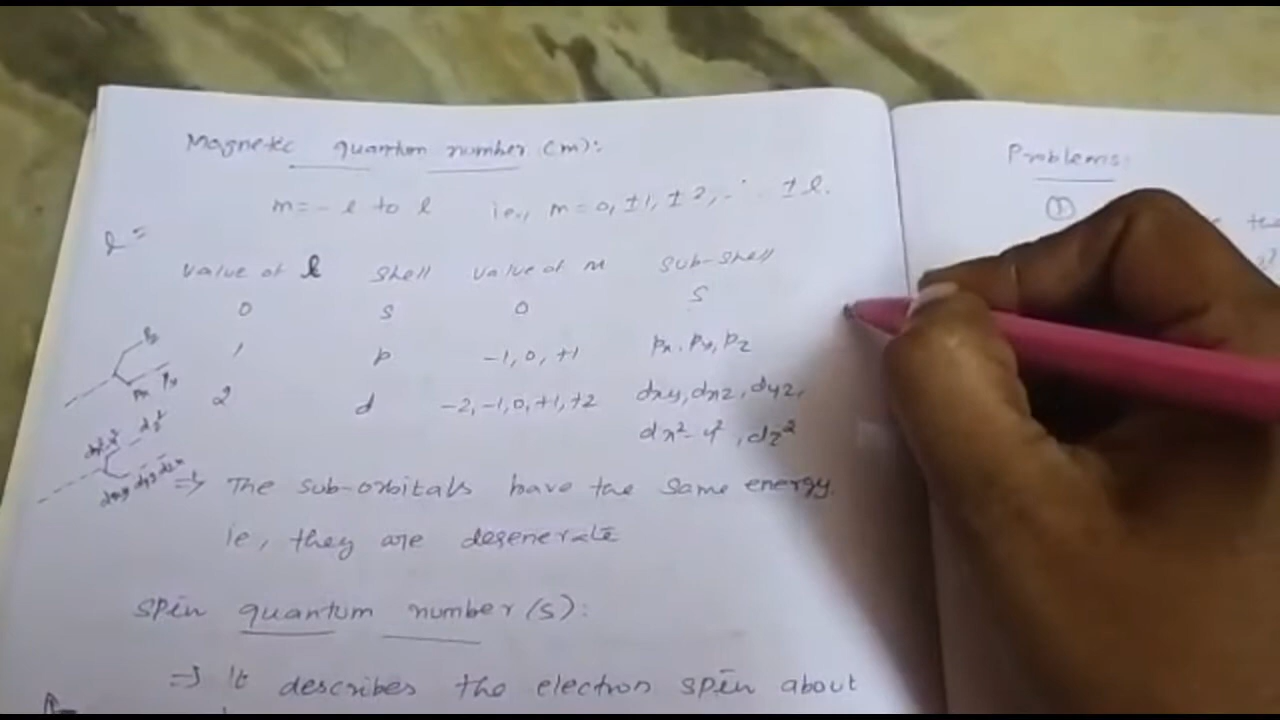 Magnetic quantum number (m):
m = - l to l i.e., m = 0, ±1, ±2, ... ±l.
l =
value of l shell value of m sub-shell
0 s 0 s
1 p -1, 0, +1 px, py, pz
2 d -2, -1, 0, +1, +2 dxy, dxz, dyz,
dx²-y², dz²
⇒ The sub-orbitals have the same energy.
ie, they are degenerate
spin quantum number (s):
⇒ It describes the electron spin about
Problems:
①
the